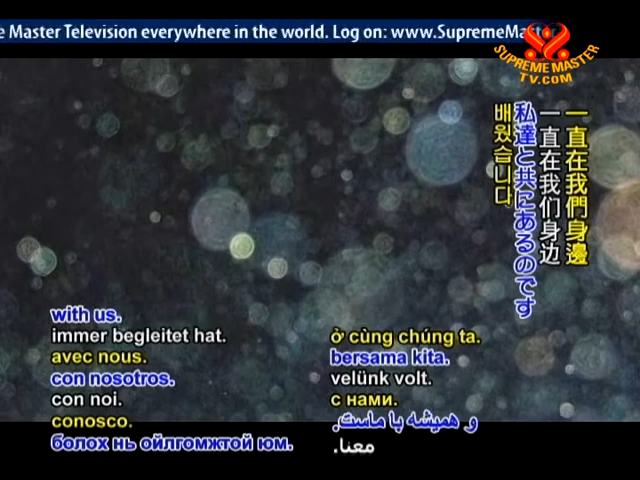 e Master Television everywhere in the world. Log on: www.SupremeMaster
SUPREME MASTER
TV.COM
一直在我們身邊
一直在我们身边
私達と共にあるのです
배웠습니다.
with us.
immer begleitet hat.
avec nous.
con nosotros.
con noi.
conosco.
болох нь ойлгомжтой юм.
ở cùng chúng ta.
bersama kita.
velünk volt.
с нами.
و همیشه با ماست.
معنا.